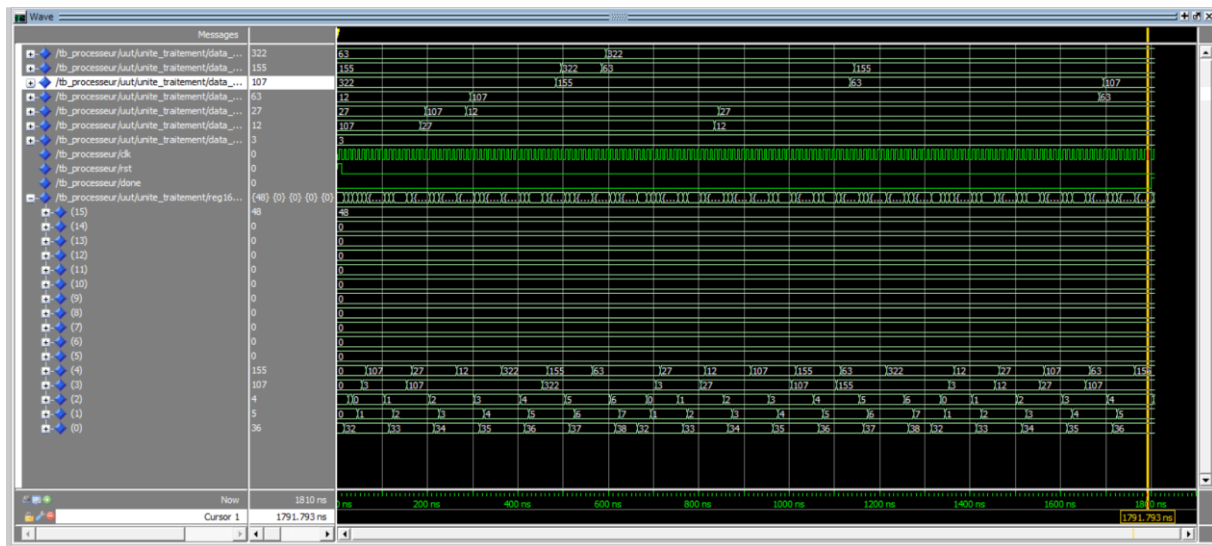 Wave
Messages
/tb_processeur/uut/unite_traitement/data_... 322 63 322
/tb_processeur/uut/unite_traitement/data_... 155 155 322 63 155
/tb_processeur/uut/unite_traitement/data_... 107 322 155 63 107
/tb_processeur/uut/unite_traitement/data_... 63 12 107 63
/tb_processeur/uut/unite_traitement/data_... 27 27 107 12 27
/tb_processeur/uut/unite_traitement/data_... 12 107 27 12
/tb_processeur/uut/unite_traitement/data_... 3 3
/tb_processeur/clk 0
/tb_processeur/rst 0
/tb_processeur/done 0
/tb_processeur/uut/unite_traitement/reg16... {48} {0} {0} {0} {0}
(15) 48 48
(14) 0 0
(13) 0 0
(12) 0 0
(11) 0 0
(10) 0 0
(9) 0 0
(8) 0 0
(7) 0 0
(6) 0 0
(5) 0 0
(4) 155 0 107 27 12 322 155 63 27 12 107 155 63 322 12 27 107 63
(3) 107 0 3 107 322 3 27 107 155 3 12 27 107
(2) 4 0 1 2 3 4 5 6 0 1 2 3 4 5 6 0 1 2 3 4
(1) 5 0 1 2 3 4 5 6 7 1 2 3 4 5 6 7 1 2 3 4 5
(0) 36 32 33 34 35 36 37 38 32 33 34 35 36 37 38 32 33 34 35 36
Now 1810 ns ns 200 ns 400 ns 600 ns 800 ns 1000 ns 1200 ns 1400 ns 1600 ns
Cursor 1 1791.793 ns 1791.793 ns